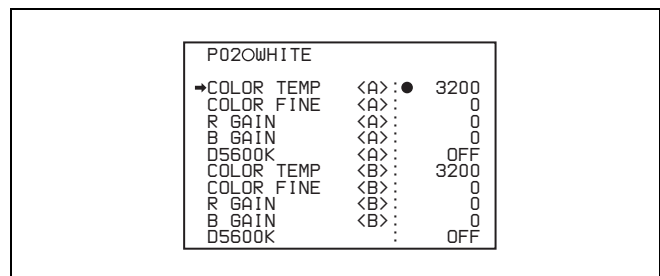 P02○WHITE
➡COLOR TEMP <A>:● 3200
COLOR FINE <A>: 0
R GAIN <A>: 0
B GAIN <A>: 0
D5600K <A>: OFF
COLOR TEMP <B>: 3200
COLOR FINE <B>: 0
R GAIN <B>: 0
B GAIN <B>: 0
D5600K : OFF